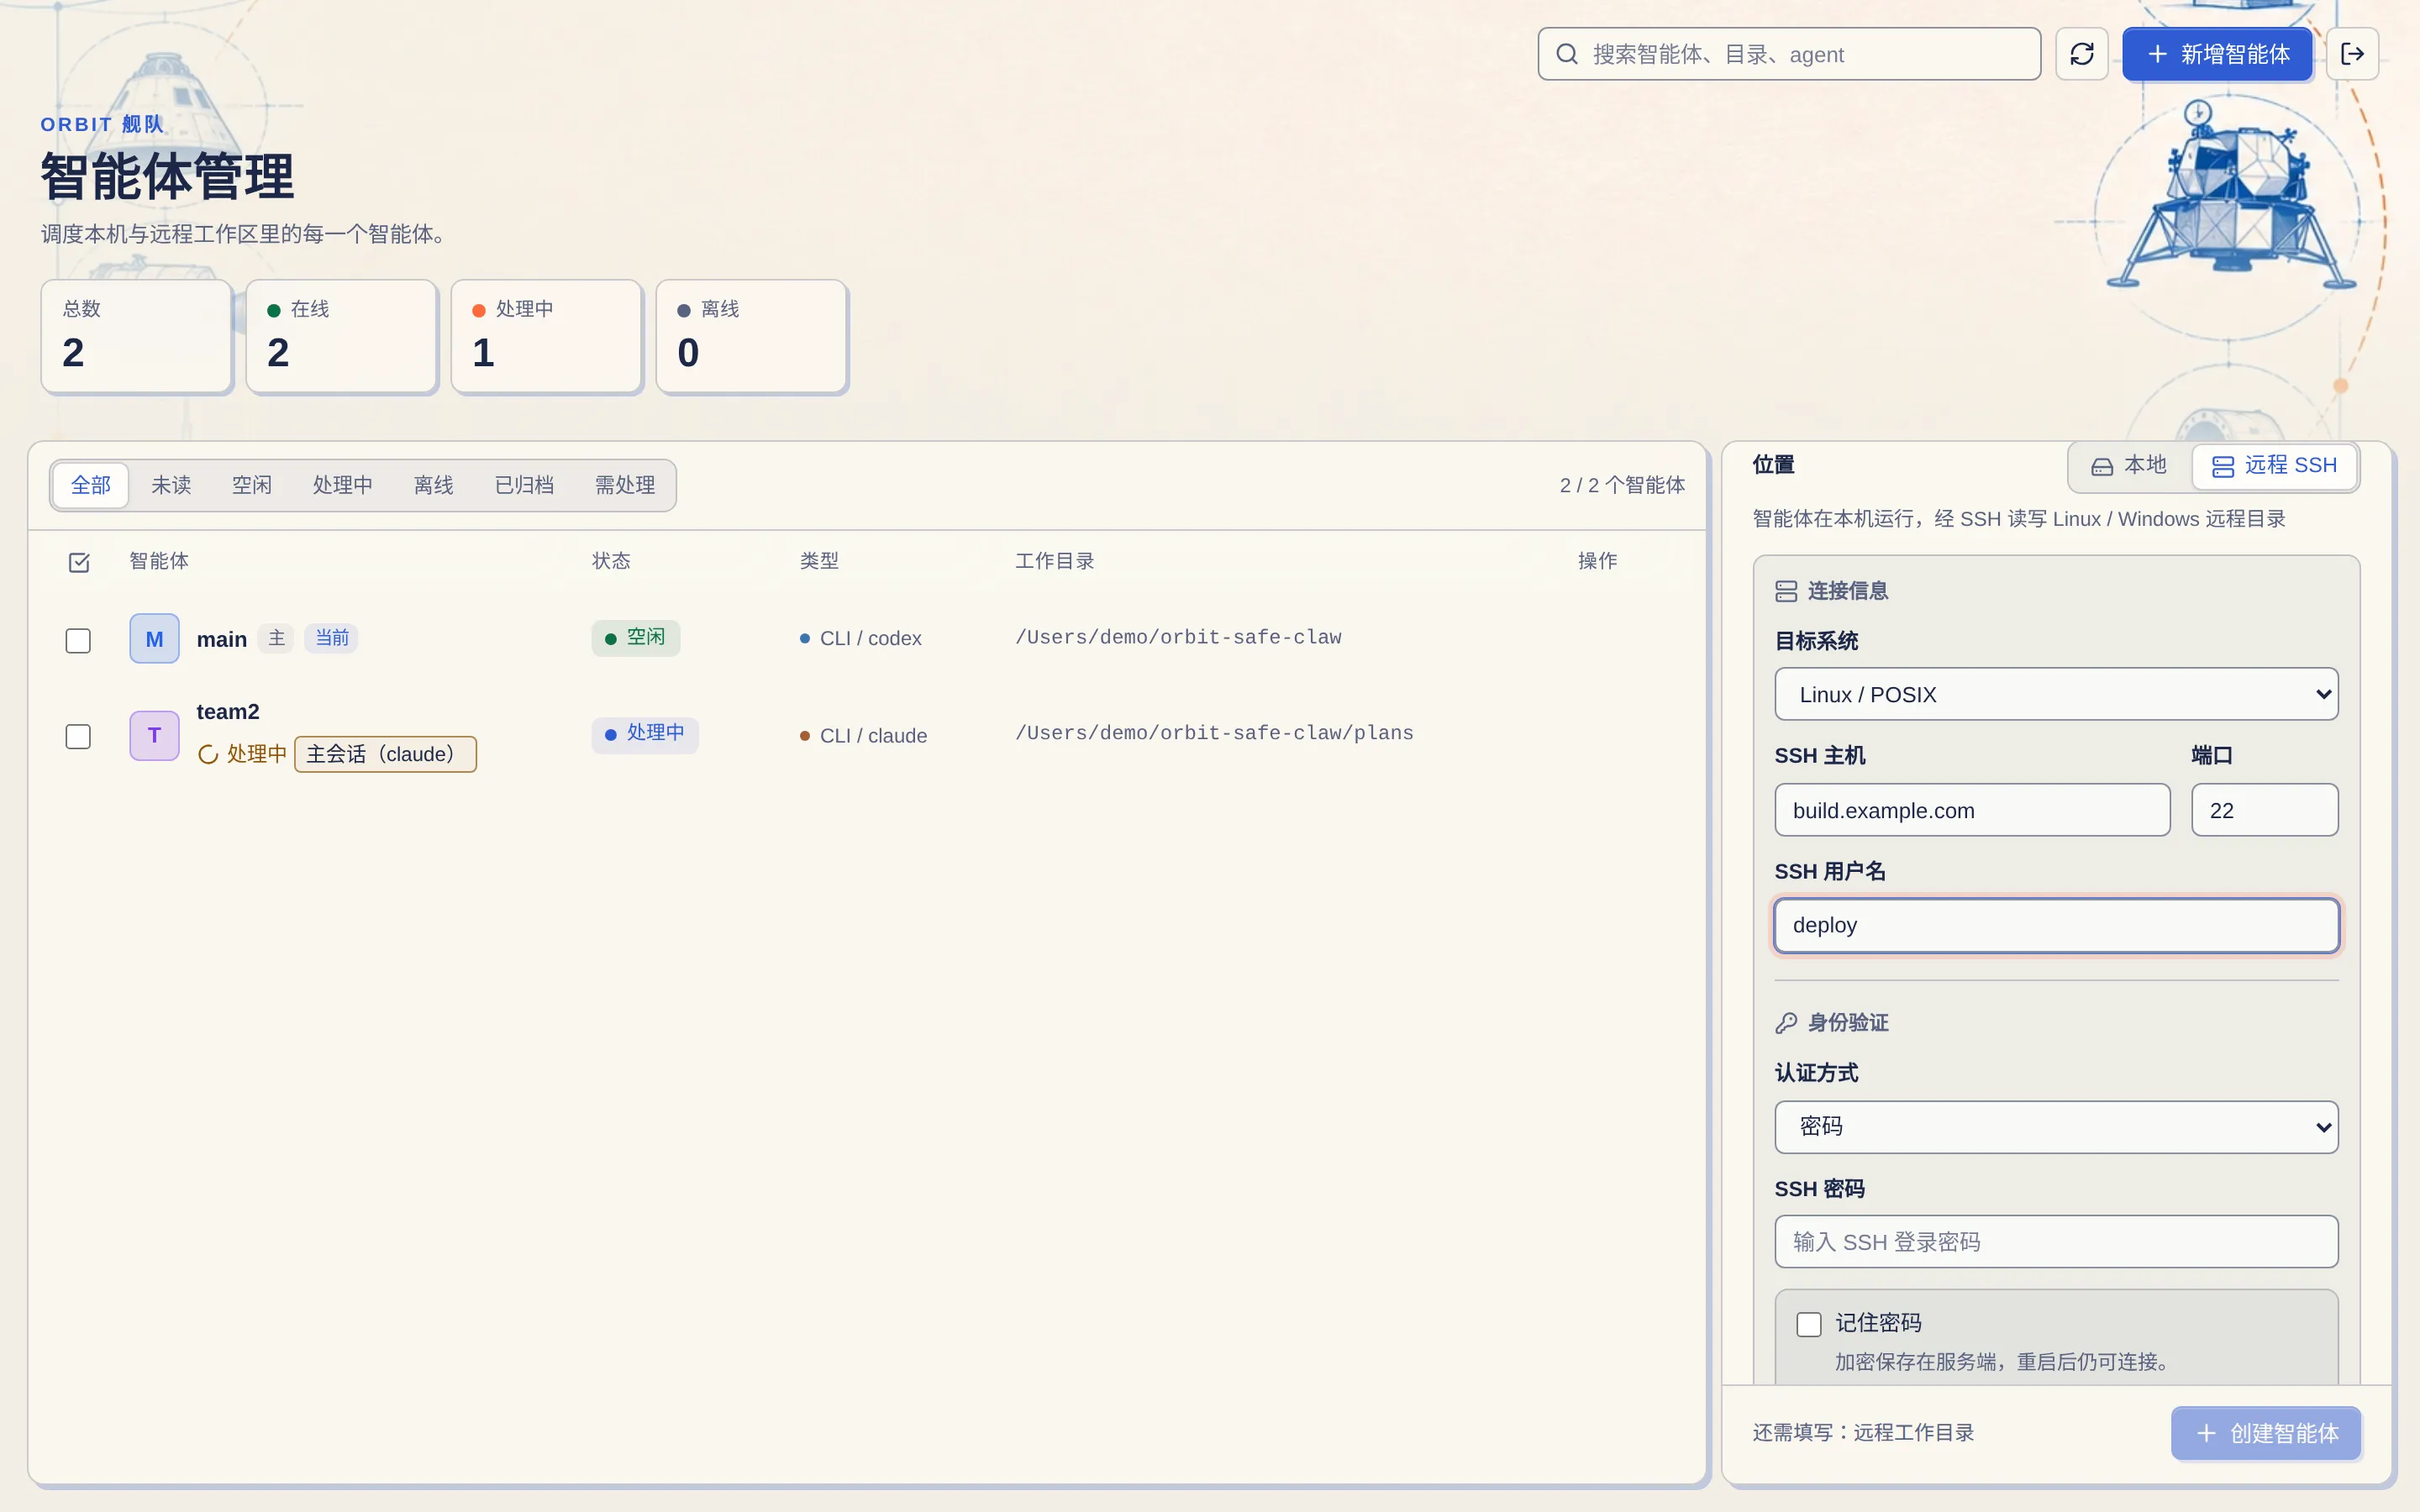 搜索智能体、目录、agent
新增智能体
ORBIT 舰队
智能体管理
调度本机与远程工作区里的每一个智能体。
总数
2
在线
2
处理中
1
离线
0
全部 未读 空闲 处理中 离线 已归档 需处理
2 / 2 个智能体
智能体 状态 类型 工作目录 操作
M main 主 当前 空闲 CLI / codex /Users/demo/orbit-safe-claw
T team2 处理中 CLI / claude /Users/demo/orbit-safe-claw/plans
处理中 主会话（claude）
位置 本地 远程 SSH
智能体在本机运行，经 SSH 读写 Linux / Windows 远程目录
连接信息
目标系统
Linux / POSIX
SSH 主机 端口
build.example.com 22
SSH 用户名
deploy
身份验证
认证方式
密码
SSH 密码
输入 SSH 登录密码
记住密码
加密保存在服务端，重启后仍可连接。
还需填写：远程工作目录 创建智能体